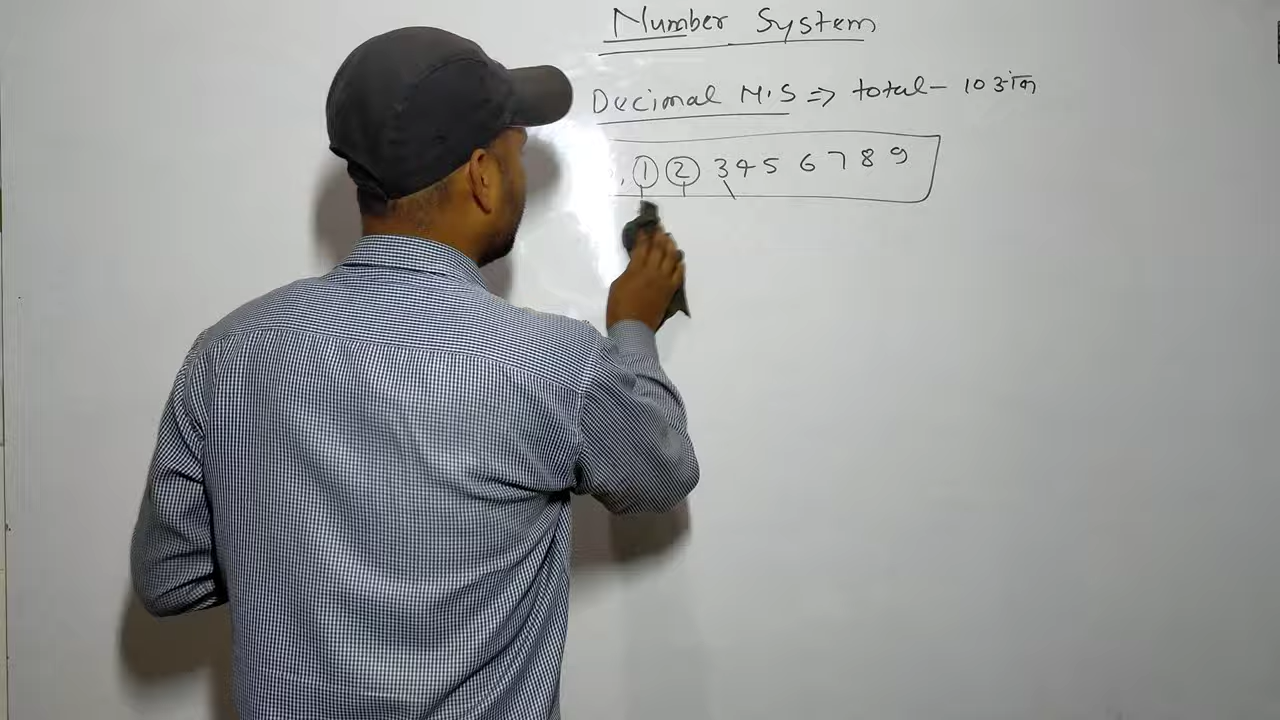 Number System
Decimal N.S ⇒ total - 10 अंक
, 1 2 3 4 5 6 7 8 9